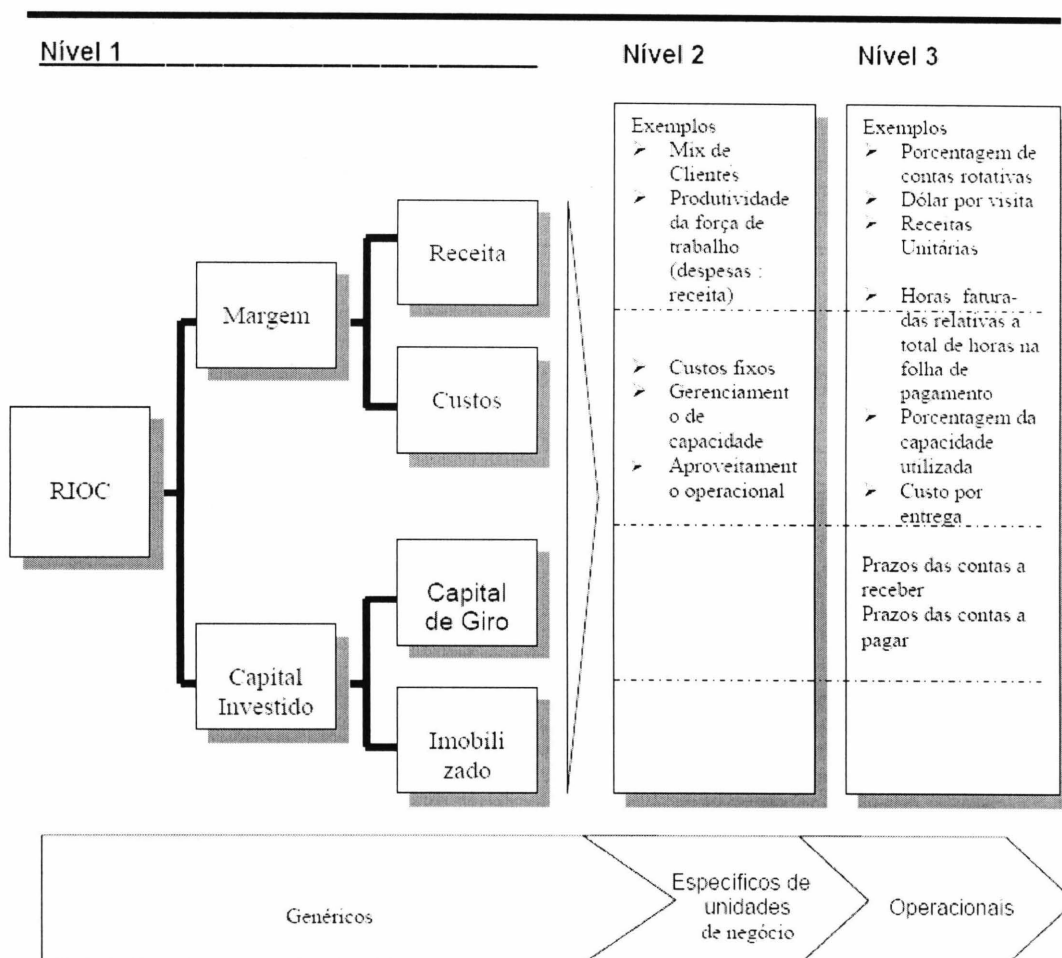 Nível 1
Nível 2
Nível 3
RIOC
Margem
Capital
Investido
Receita
Custos
Capital
de Giro
Imobili
zado
Exemplos
➤ Mix de
Clientes
➤ Produtividade
da força de
trabalho
(despesas :
receita)
➤ Custos fixos
➤ Gerenciament
o de
capacidade
➤ Aproveitament
o operacional
Exemplos
➤ Porcentagem de
contas rotativas
➤ Dólar por visita
➤ Receitas
Unitárias
➤ Horas fatura-
das relativas a
total de horas na
folha de
pagamento
➤ Porcentagem da
capacidade
utilizada
➤ Custo por
entrega
Prazos das contas a
receber
Prazos das contas a
pagar
Genéricos
Específicos de
unidades
de negócio
Operacionais